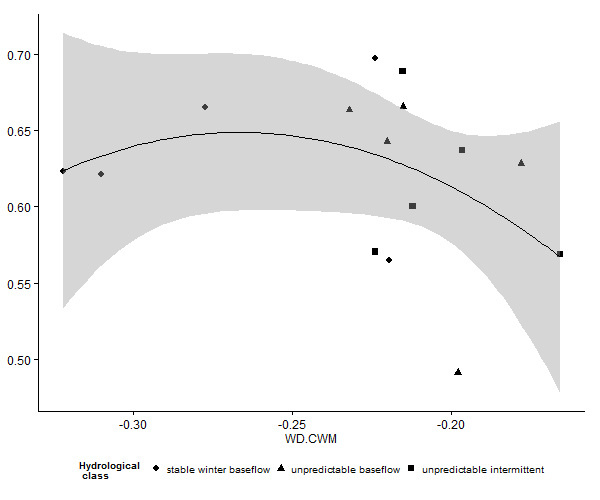 0.70
0.65
0.60
0.55
0.50
-0.30 -0.25 -0.20
WD.CWM
Hydrological
class
stable winter baseflow unpredictable baseflow unpredictable intermittent